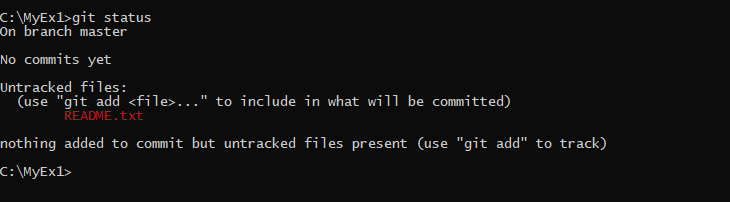 C:\MyEx1>git status
On branch master
No commits yet
Untracked files:
(use "git add <file>..." to include in what will be committed)
README.txt
nothing added to commit but untracked files present (use "git add" to track)
C:\MyEx1>